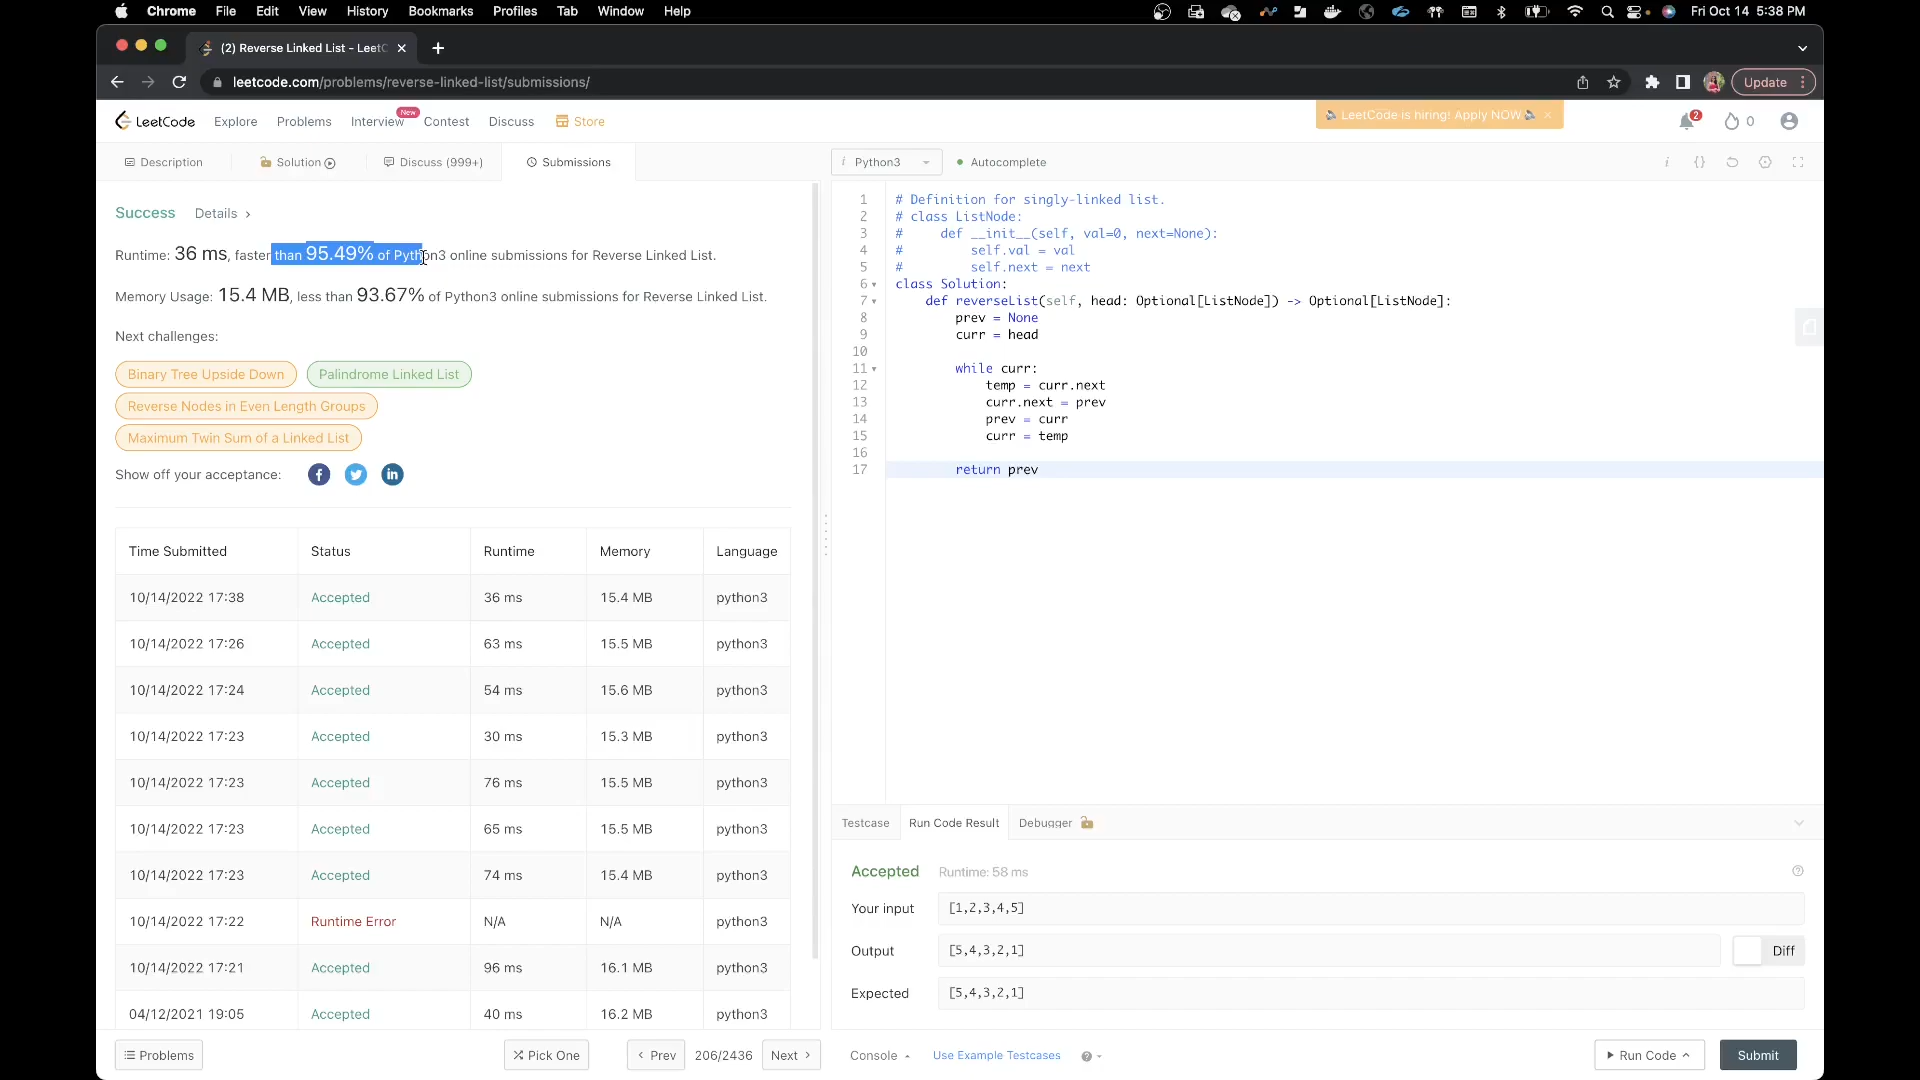 Chrome File Edit View History Bookmarks Profiles Tab Window Help Fri Oct 14 5:38 PM
(2) Reverse Linked List - LeetC
leetcode.com/problems/reverse-linked-list/submissions/ Update
LeetCode Explore Problems Interview New Contest Discuss Store LeetCode is hiring! Apply NOW 2 0
Description Solution Discuss (999+) Submissions
Python3 Autocomplete
Success Details
Runtime: 36 ms, faster than 95.49% of Python3 online submissions for Reverse Linked List.
Memory Usage: 15.4 MB, less than 93.67% of Python3 online submissions for Reverse Linked List.
Next challenges:
Binary Tree Upside Down Palindrome Linked List
Reverse Nodes in Even Length Groups
Maximum Twin Sum of a Linked List
Show off your acceptance:
Time Submitted Status Runtime Memory Language
10/14/2022 17:38 Accepted 36 ms 15.4 MB python3
10/14/2022 17:26 Accepted 63 ms 15.5 MB python3
10/14/2022 17:24 Accepted 54 ms 15.6 MB python3
10/14/2022 17:23 Accepted 30 ms 15.3 MB python3
10/14/2022 17:23 Accepted 76 ms 15.5 MB python3
10/14/2022 17:23 Accepted 65 ms 15.5 MB python3
10/14/2022 17:23 Accepted 74 ms 15.4 MB python3
10/14/2022 17:22 Runtime Error N/A N/A python3
10/14/2022 17:21 Accepted 96 ms 16.1 MB python3
04/12/2021 19:05 Accepted 40 ms 16.2 MB python3
Problems Pick One Prev 206/2436 Next
1 # Definition for singly-linked list.
2 # class ListNode:
3 #     def __init__(self, val=0, next=None):
4 #         self.val = val
5 #         self.next = next
6 class Solution:
7     def reverseList(self, head: Optional[ListNode]) -> Optional[ListNode]:
8         prev = None
9         curr = head
10
11         while curr:
12             temp = curr.next
13             curr.next = prev
14             prev = curr
15             curr = temp
16
17         return prev
Testcase Run Code Result Debugger
Accepted Runtime: 58 ms
Your input [1,2,3,4,5]
Output [5,4,3,2,1] Diff
Expected [5,4,3,2,1]
Console Use Example Testcases Run Code Submit